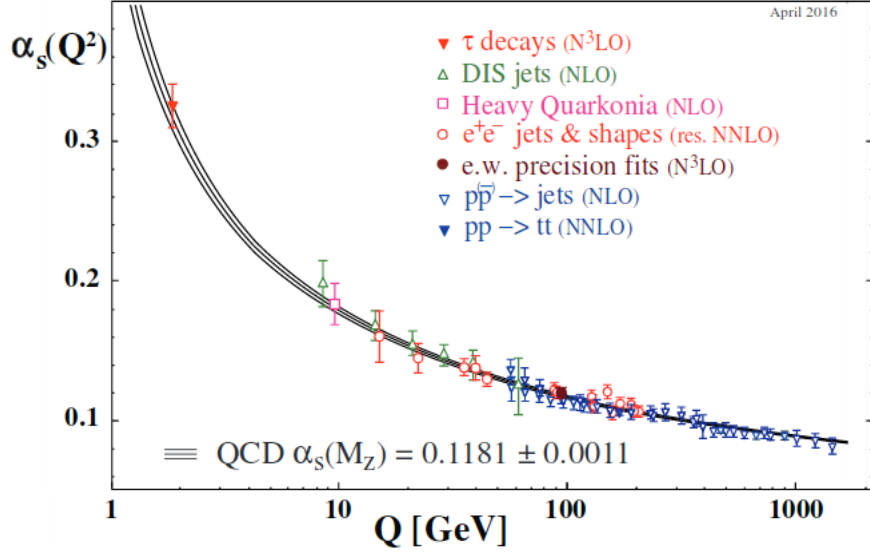 April 2016
αs(Q²)
τ decays (N³LO)
DIS jets (NLO)
Heavy Quarkonia (NLO)
e⁺e⁻ jets & shapes (res. NNLO)
e.w. precision fits (N³LO)
pp̄ –> jets (NLO)
pp –> tt (NNLO)
0.3
0.2
0.1
QCD αs(Mz) = 0.1181 ± 0.0011
1 10 100 1000
Q [GeV]